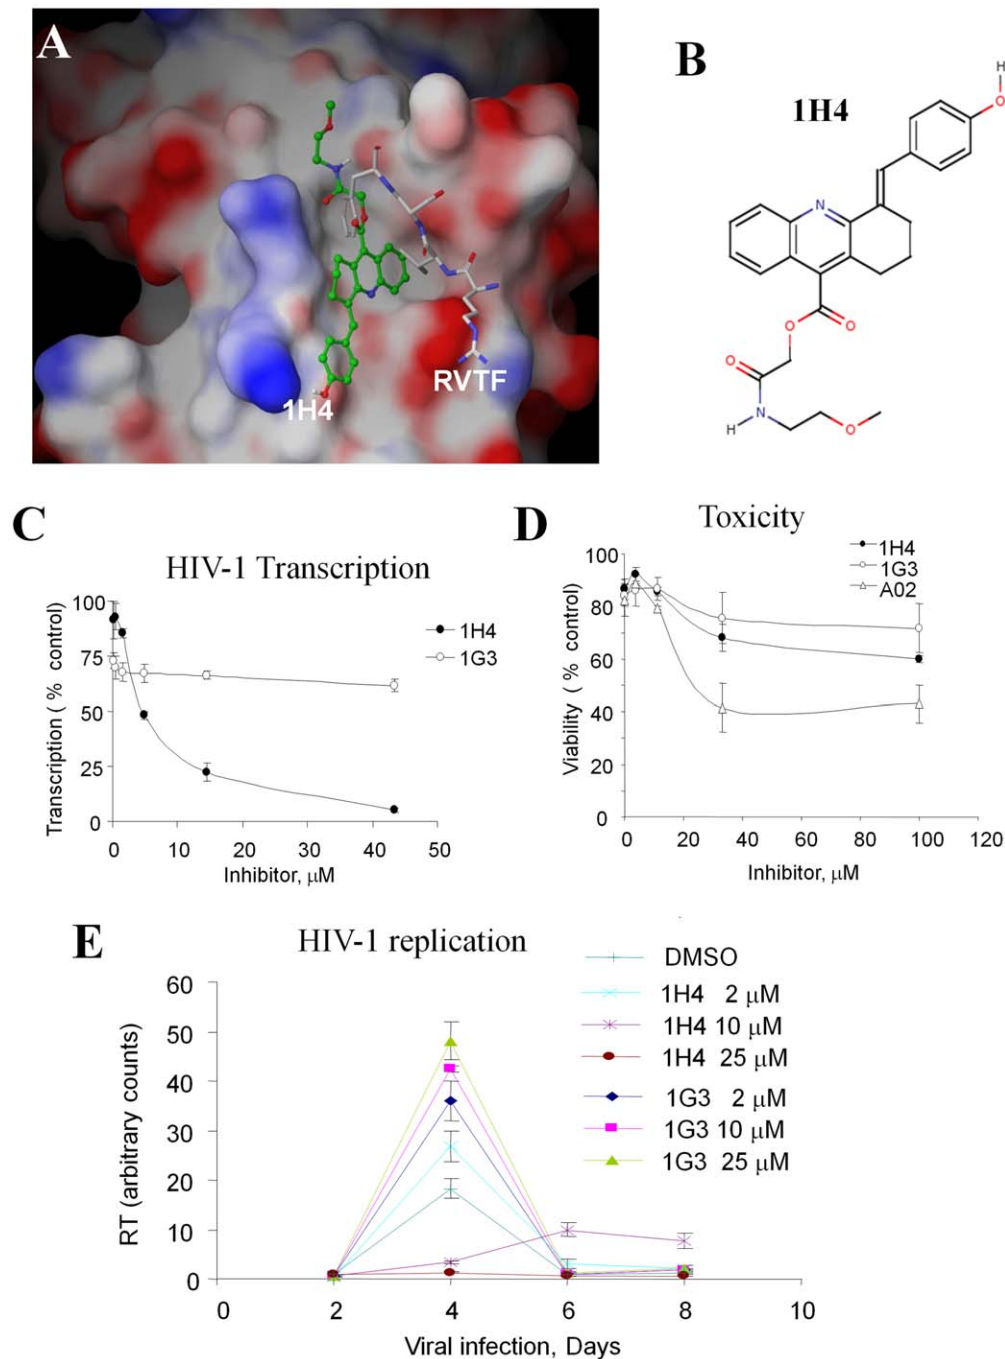 A
1H4
RVTF
B
1H4
H
O
N
O
O
O
N
H
O
C
HIV-1 Transcription
Transcription ( % control)
100
75
50
25
0
0 10 20 30 40 50
Inhibitor, μM
1H4
1G3
D
Toxicity
Viability ( % control)
100
80
60
40
20
0
0 20 40 60 80 100 120
Inhibitor, μM
1H4
1G3
A02
E
HIV-1 replication
RT (arbitrary counts)
60
50
40
30
20
10
0
0 2 4 6 8 10
Viral infection, Days
DMSO
1H4 2 μM
1H4 10 μM
1H4 25 μM
1G3 2 μM
1G3 10 μM
1G3 25 μM